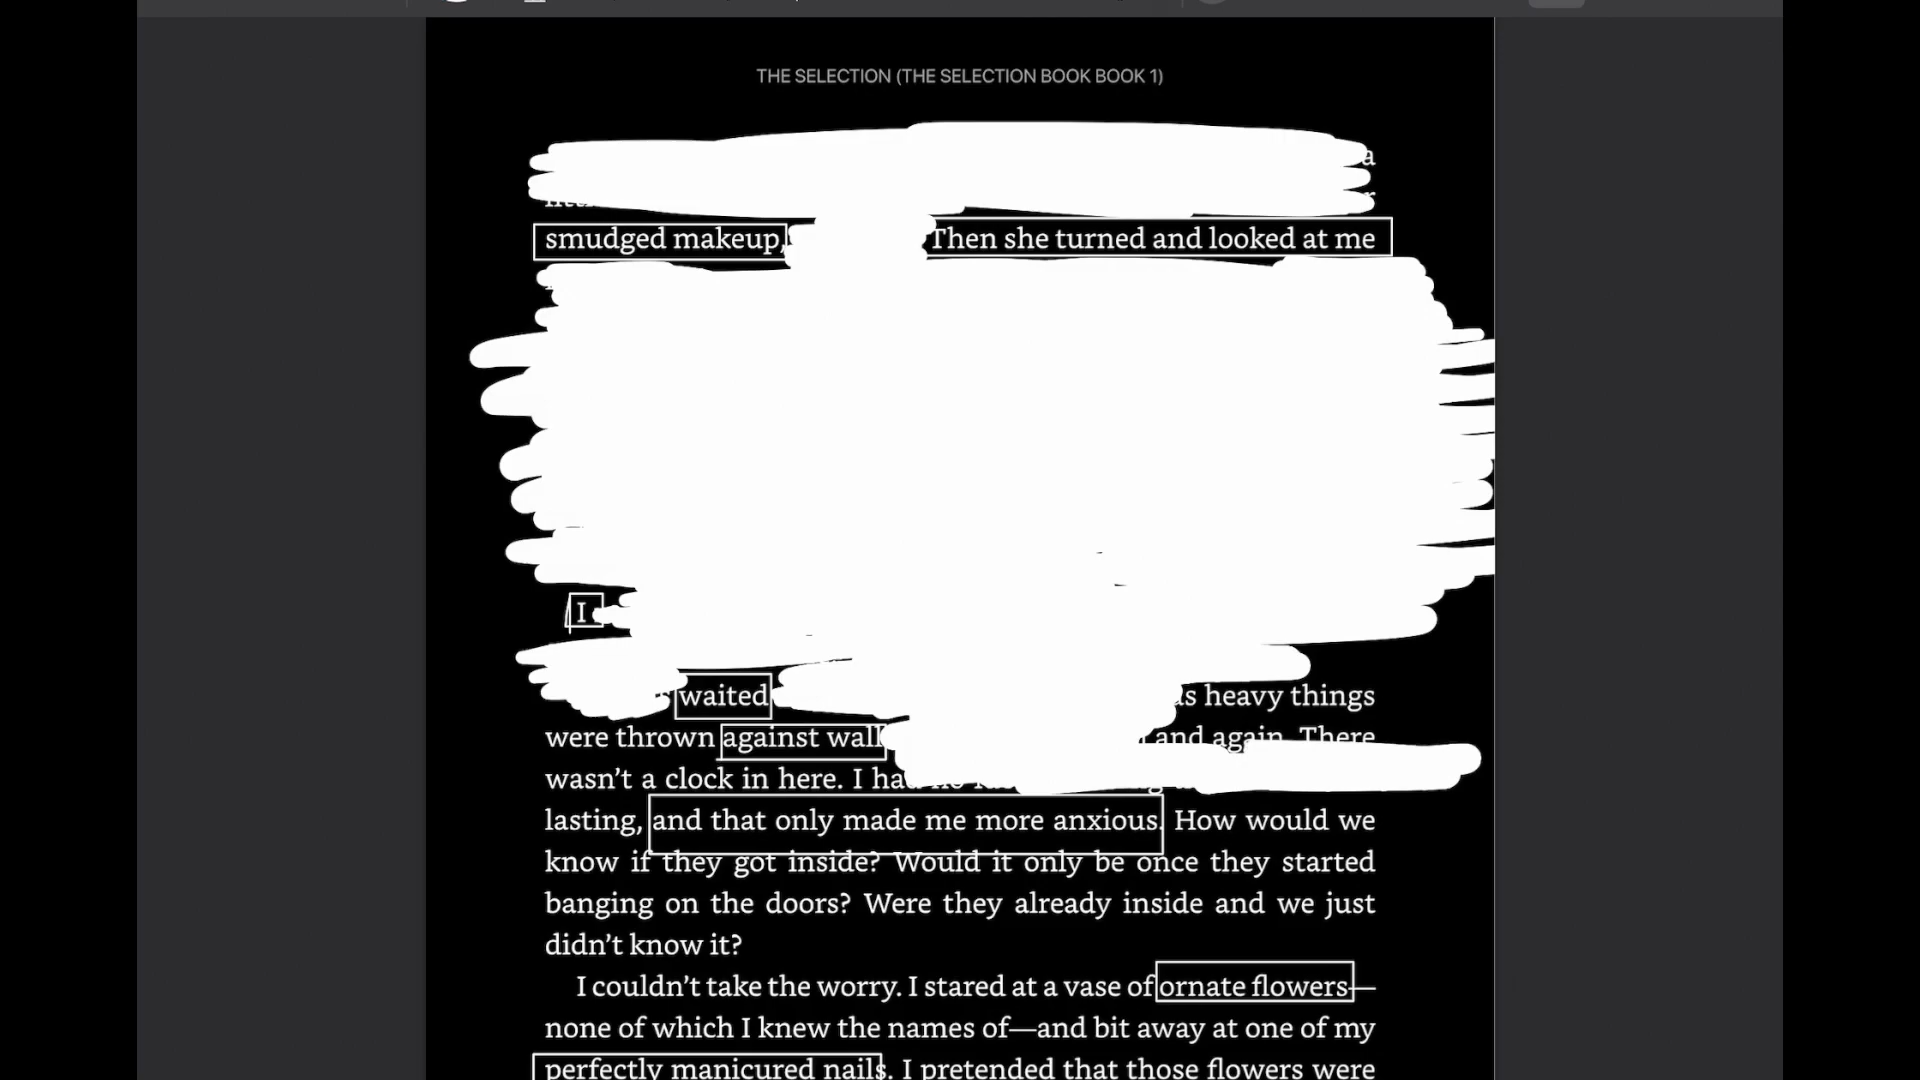 THE SELECTION (THE SELECTION BOOK BOOK 1)
a
smudged makeup, Then she turned and looked at me
I
waited as heavy things
were thrown against wall and again. There
wasn't a clock in here. I had no
lasting, and that only made me more anxious. How would we
know if they got inside? Would it only be once they started
banging on the doors? Were they already inside and we just
didn't know it?
I couldn't take the worry. I stared at a vase of ornate flowers—
none of which I knew the names of—and bit away at one of my
perfectly manicured nails. I pretended that those flowers were